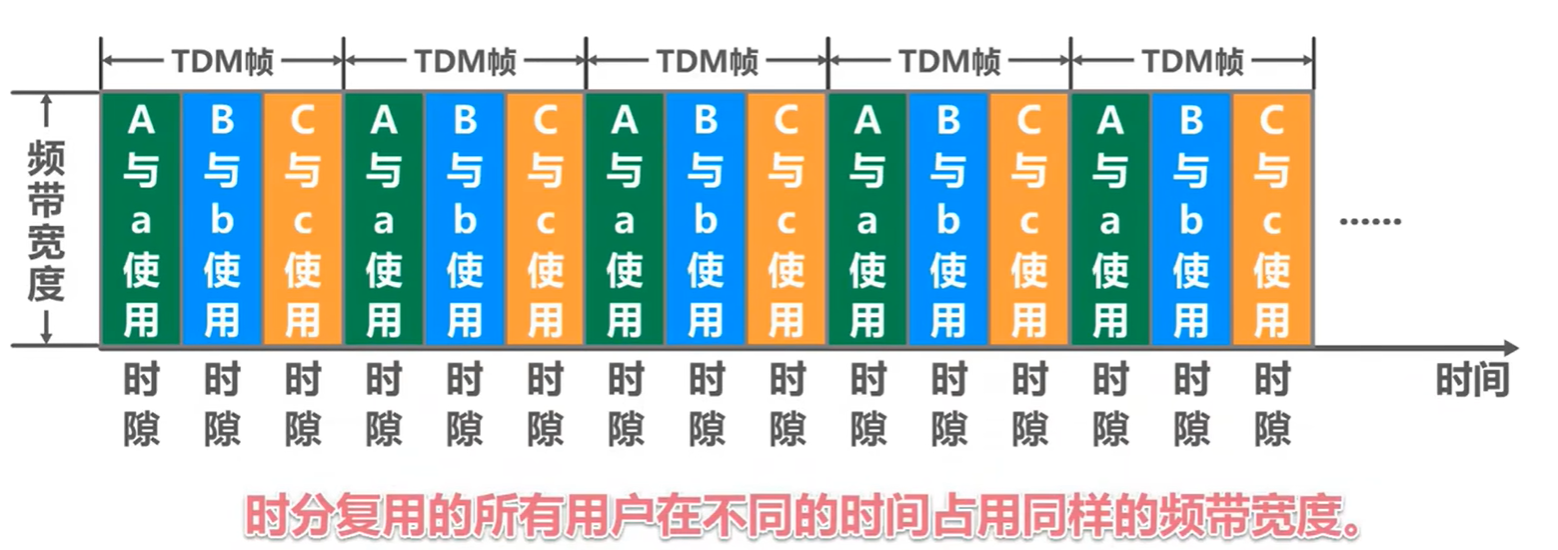 TDM帧 TDM帧 TDM帧 TDM帧 TDM帧
频带宽度
A与a使用
B与b使用
C与c使用
A与a使用
B与b使用
C与c使用
A与a使用
B与b使用
C与c使用
A与a使用
B与b使用
C与c使用
A与a使用
B与b使用
C与c使用
……
时隙 时隙 时隙 时隙 时隙 时隙 时隙 时隙 时隙 时隙 时隙 时隙 时隙 时隙 时隙
时间
时分复用的所有用户在不同的时间占用同样的频带宽度。